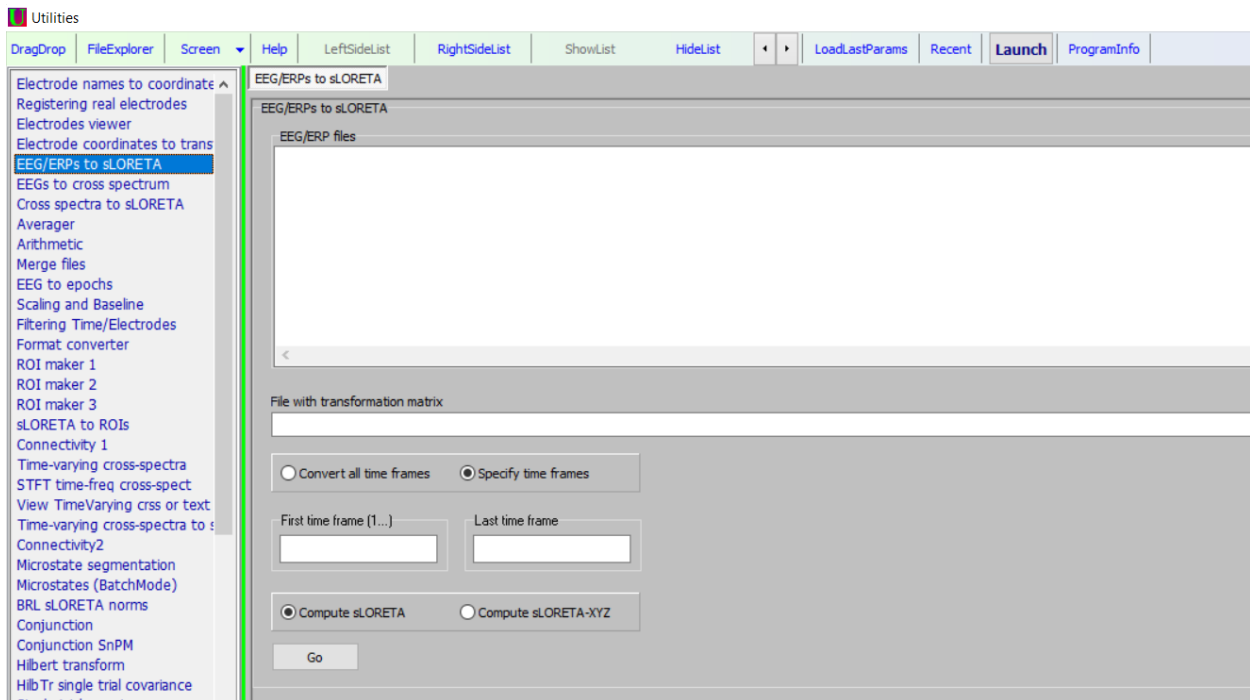 Utilities
DragDrop FileExplorer Screen Help LeftSideList RightSideList ShowList HideList LoadLastParams Recent Launch ProgramInfo
Electrode names to coordinate
Registering real electrodes
Electrodes viewer
Electrode coordinates to trans
EEG/ERPs to sLORETA
EEGs to cross spectrum
Cross spectra to sLORETA
Averager
Arithmetic
Merge files
EEG to epochs
Scaling and Baseline
Filtering Time/Electrodes
Format converter
ROI maker 1
ROI maker 2
ROI maker 3
sLORETA to ROIs
Connectivity 1
Time-varying cross-spectra
STFT time-freq cross-spect
View TimeVarying crss or text
Time-varying cross-spectra to s
Connectivity2
Microstate segmentation
Microstates (BatchMode)
BRL sLORETA norms
Conjunction
Conjunction SnPM
Hilbert transform
HilbTr single trial covariance
EEG/ERPs to sLORETA
EEG/ERPs to sLORETA
EEG/ERP files
File with transformation matrix
Convert all time frames Specify time frames
First time frame (1...) Last time frame
Compute sLORETA Compute sLORETA-XYZ
Go